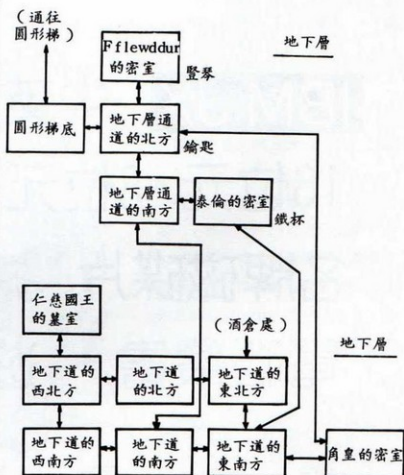 (通往
圓形梯)
地下層
Fflewddur
的密室
豎琴
圓形梯底
地下層通
道的北方
鑰匙
地下層通
道的南方
泰倫的密室
鐵杯
仁慈國王
的墓室
(酒倉處)
地下層
地下道的
西北方
地下道的
的北方
地下道的
東北方
地下道的
西南方
地下道的
的南方
地下道的
東南方
角皇的密室